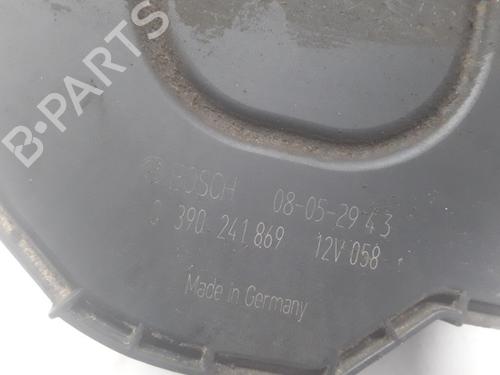 B-PARTS
BOSCH 08-05-29 43
0 390 241 869 12V 058
Made in Germany